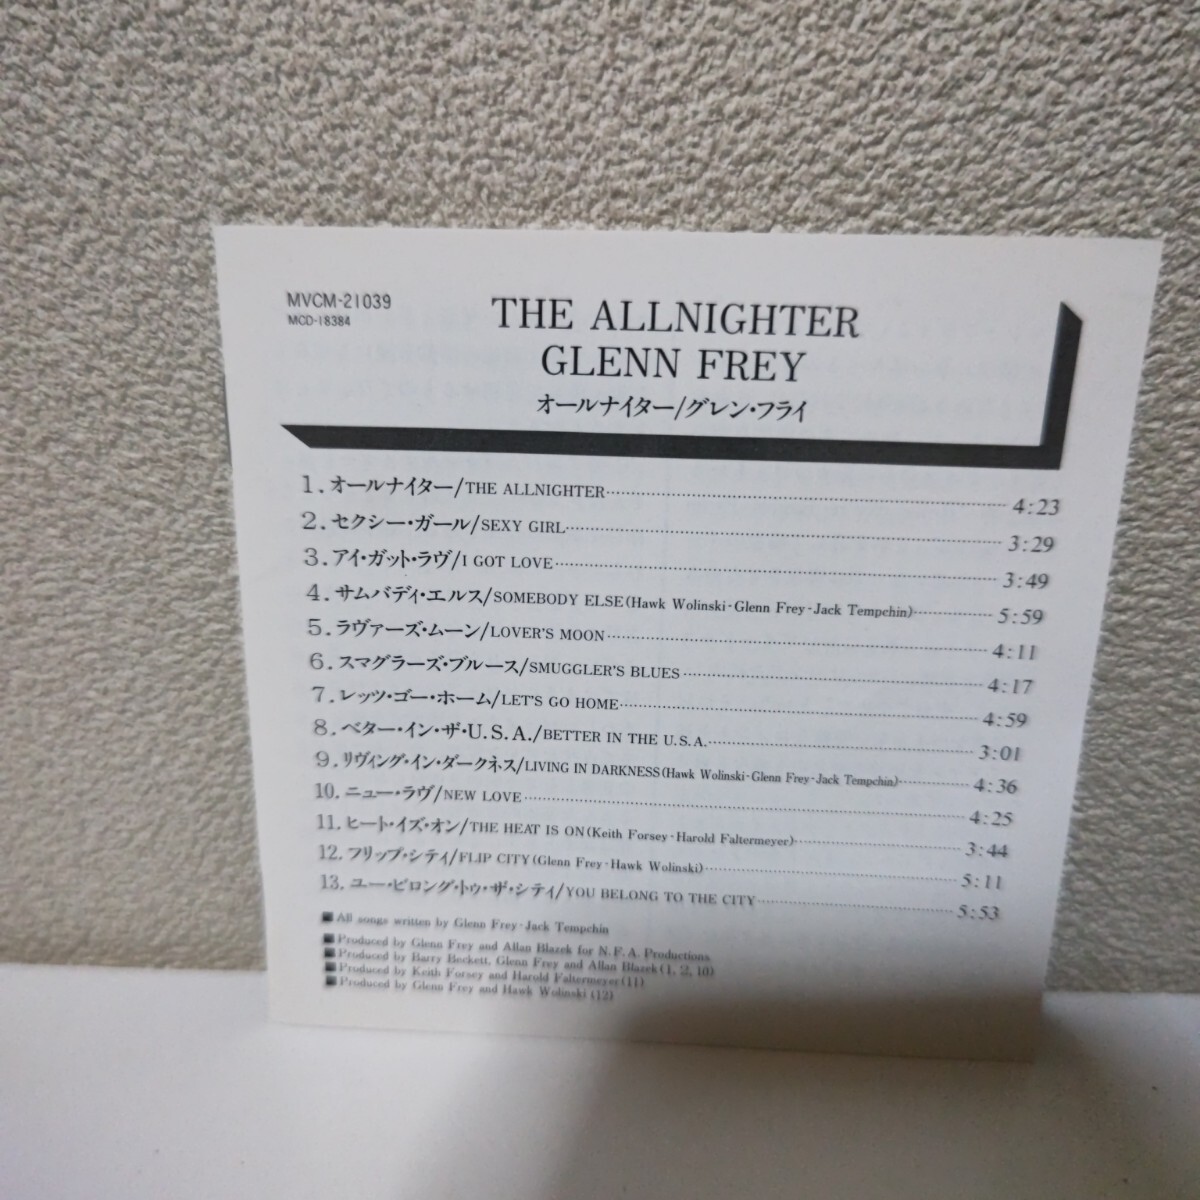 MVCM-21039
MCD-18384
THE ALLNIGHTER
GLENN FREY
オールナイター/グレン・フライ
1. オールナイター/THE ALLNIGHTER 4:23
2. セクシー・ガール/SEXY GIRL 3:29
3. アイ・ガット・ラヴ/I GOT LOVE 3:49
4. サムバディ・エルス/SOMEBODY ELSE (Hawk Wolinski-Glenn Frey-Jack Tempchin) 5:59
5. ラヴァーズ・ムーン/LOVER'S MOON 4:11
6. スマグラーズ・ブルース/SMUGGLER'S BLUES 4:17
7. レッツ・ゴー・ホーム/LET'S GO HOME 4:59
8. ベター・イン・ザ・U.S.A./BETTER IN THE U.S.A. 3:01
9. リヴィング・イン・ダークネス/LIVING IN DARKNESS (Hawk Wolinski-Glenn Frey-Jack Tempchin) 4:36
10. ニュー・ラヴ/NEW LOVE 4:25
11. ヒート・イズ・オン/THE HEAT IS ON (Keith Forsey-Harold Faltermeyer) 3:44
12. フリップ・シティ/FLIP CITY (Glenn Frey-Hawk Wolinski) 5:11
13. ユー・ビロング・トゥ・ザ・シティ/YOU BELONG TO THE CITY 5:53
■All songs written by Glenn Frey-Jack Tempchin
■Produced by Glenn Frey and Allan Blazek for N.F.A. Productions.
■Produced by Barry Beckett, Glenn Frey and Allan Blazek (1, 2, 10)
■Produced by Keith Forsey and Harold Faltermeyer (11)
■Produced by Glenn Frey and Hawk Wolinski (12)